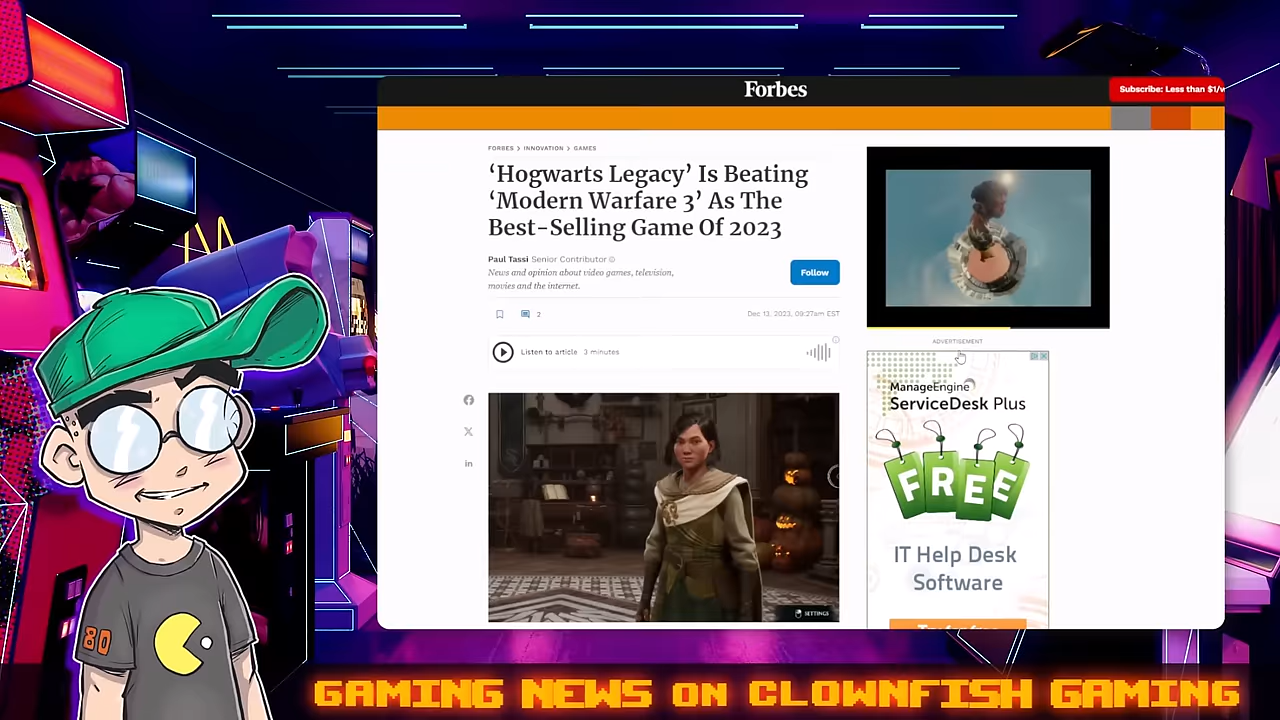 Forbes
Subscribe: Less than $1/w
FORBES > INNOVATION > GAMES
‘Hogwarts Legacy’ Is Beating
‘Modern Warfare 3’ As The
Best-Selling Game Of 2023
Paul Tassi Senior Contributor
News and opinion about video games, television,
movies and the internet.
Follow
2
Dec 13, 2023, 09:27am EST
Listen to article 3 minutes
ADVERTISEMENT
ManageEngine
ServiceDesk Plus
FREE
IT Help Desk
Software
in
SETTINGS
80
GAMING NEWS ON CLOWNFISH GAMING